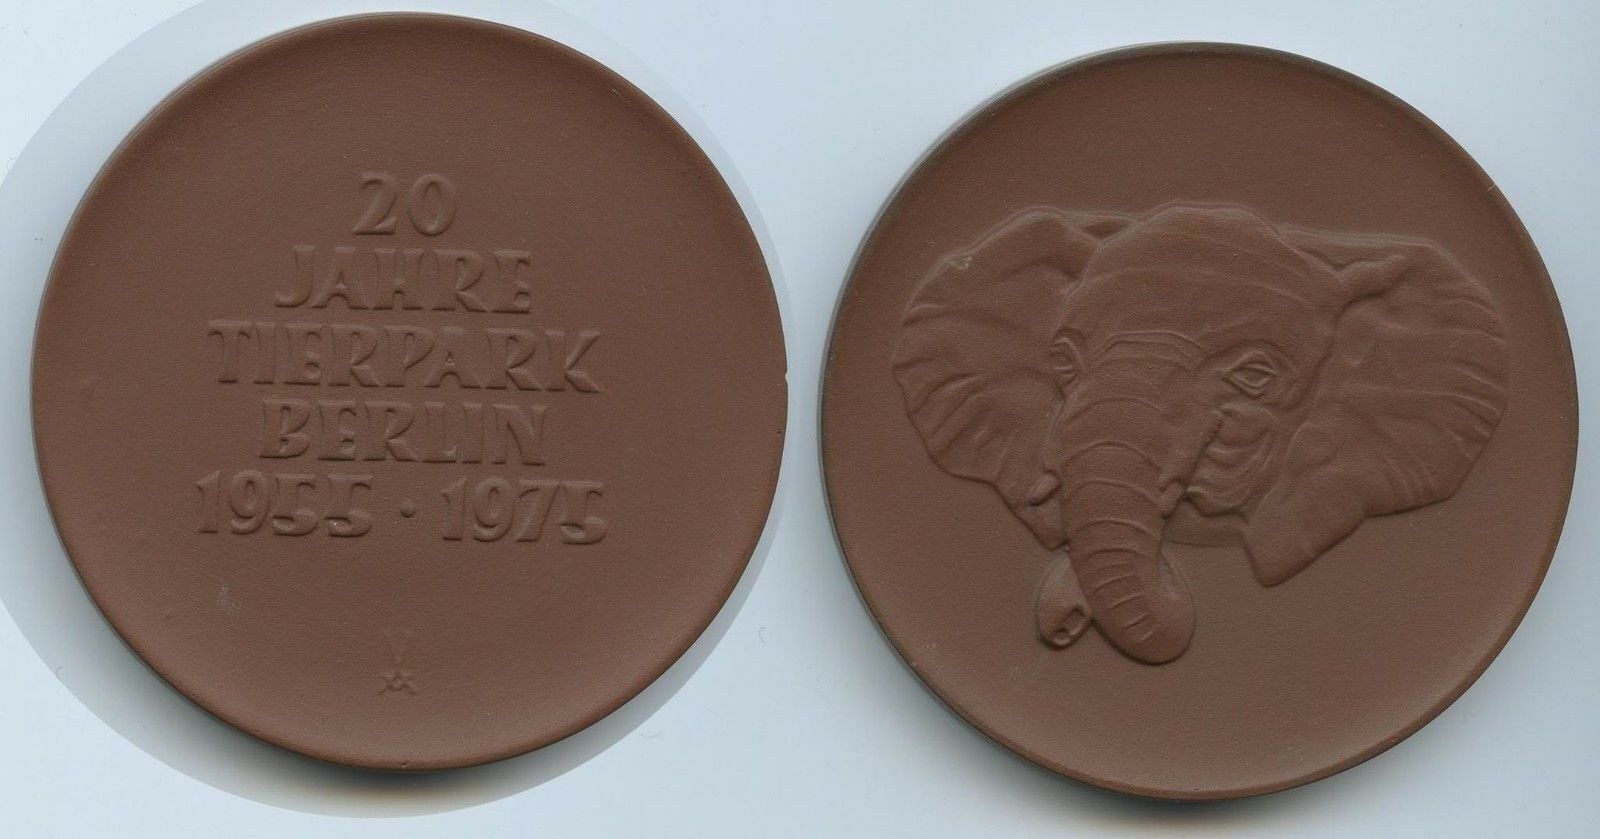 20
JAHRE
TIERPARK
BERLIN
1955 · 1975